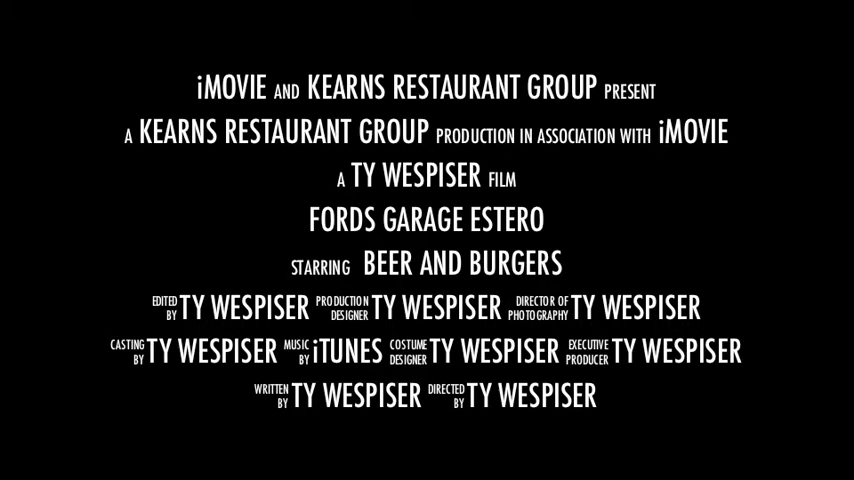 iMOVIE AND KEARNS RESTAURANT GROUP PRESENT
A KEARNS RESTAURANT GROUP PRODUCTION IN ASSOCIATION WITH iMOVIE
A TY WESPISER FILM
FORDS GARAGE ESTERO
STARRING BEER AND BURGERS
EDITED BY TY WESPISER PRODUCTION DESIGNER TY WESPISER DIRECTOR OF PHOTOGRAPHY TY WESPISER
CASTING BY TY WESPISER MUSIC BY iTUNES COSTUME DESIGNER TY WESPISER EXECUTIVE PRODUCER TY WESPISER
WRITTEN BY TY WESPISER DIRECTED BY TY WESPISER